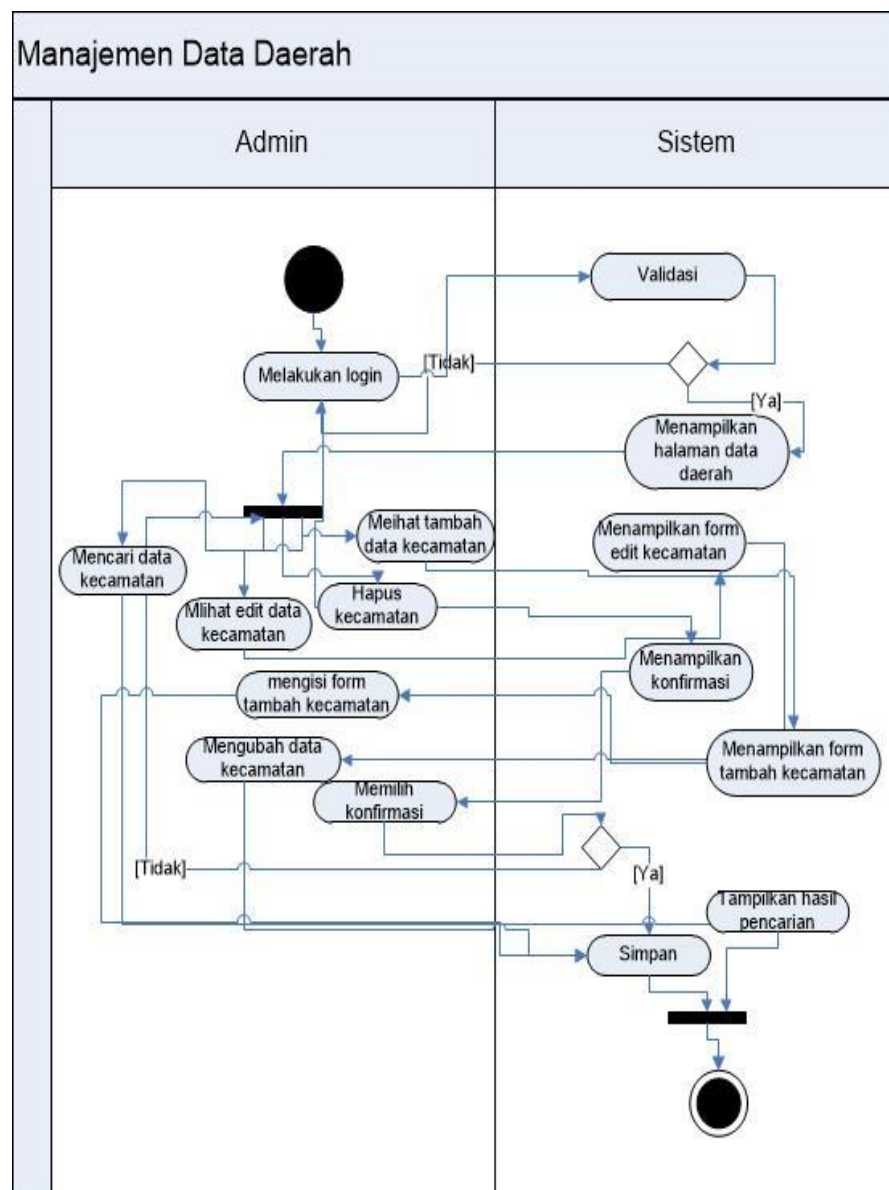 Manajemen Data Daerah
Admin
Sistem
Validasi
[Tidak]
Melakukan login
[Ya]
Menampilkan
halaman data
daerah
Meihat tambah
data kecamatan
Menampilkan form
edit kecamatan
Mencari data
kecamatan
Hapus
kecamatan
Mlihat edit data
kecamatan
Menampilkan
konfirmasi
mengisi form
tambah kecamatan
Mengubah data
kecamatan
Menampilkan form
tambah kecamatan
Memilih
konfirmasi
[Tidak]
[Ya]
Tampilkan hasil
pencarian
Simpan